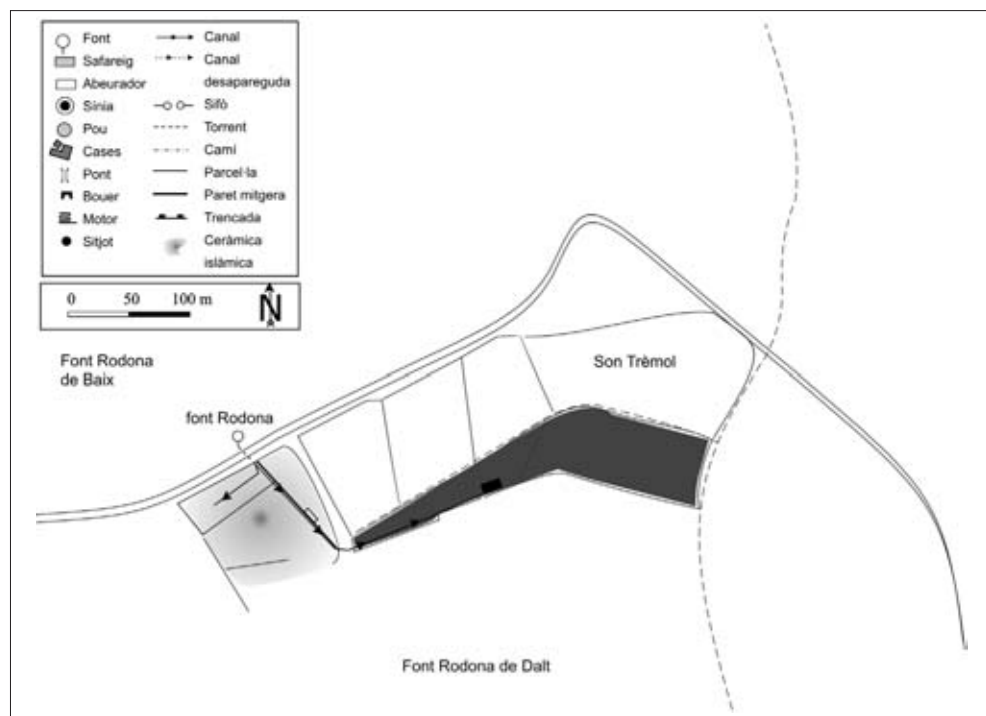 Font
Safareig
Abeurador
Sínia
Pou
Cases
Pont
Bouer
Motor
Sitjot
Canal
Canal
desapareguda
Sifó
Torrent
Camí
Parcel·la
Paret mitgera
Trencada
Ceràmica
islàmica
0 50 100 m
N
Font Rodona
de Baix
font Rodona
Son Trèmol
Font Rodona de Dalt